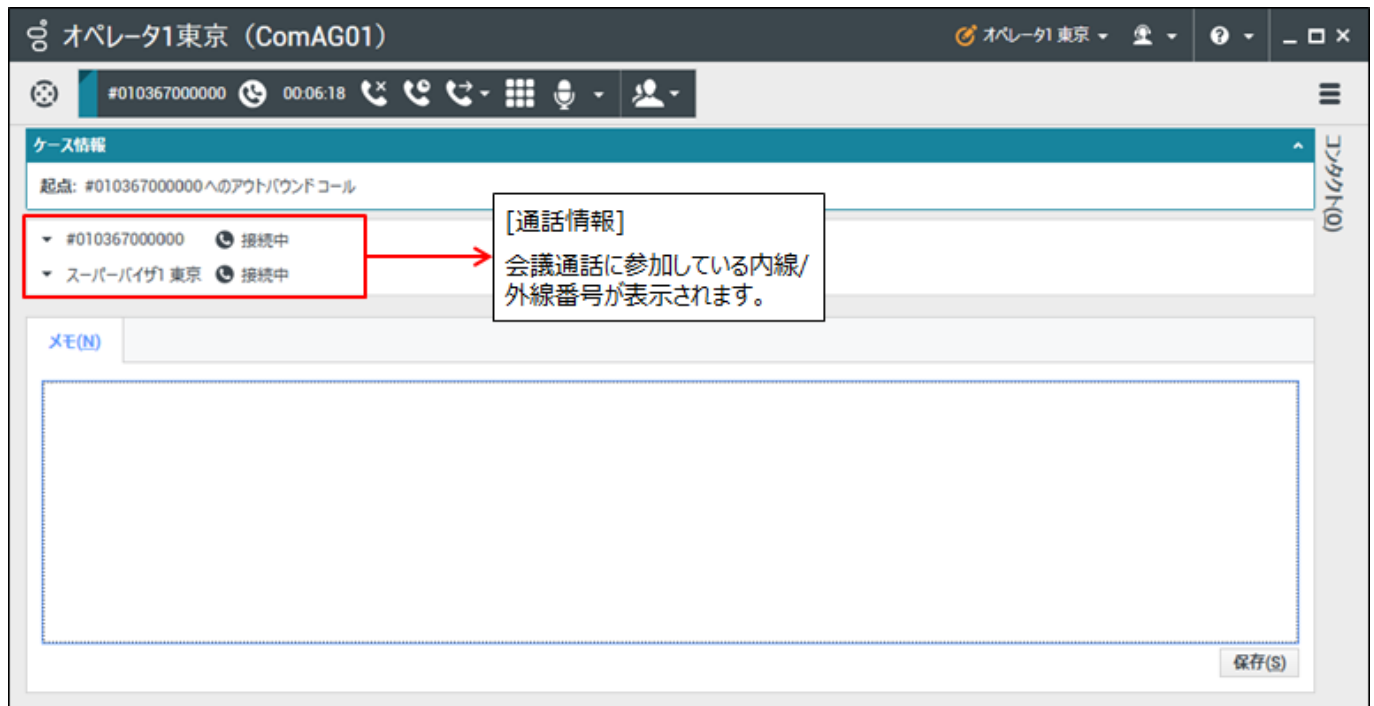 オペレータ1東京（ComAG01）
オペレータ1 東京
#010367000000 00:06:18
ケース情報
起点: #010367000000へのアウトバウンド コール
コンタクト(O)
#010367000000 接続中
スーパーバイザ1 東京 接続中
[通話情報]
会議通話に参加している内線/
外線番号が表示されます。
メモ(N)
保存(S)